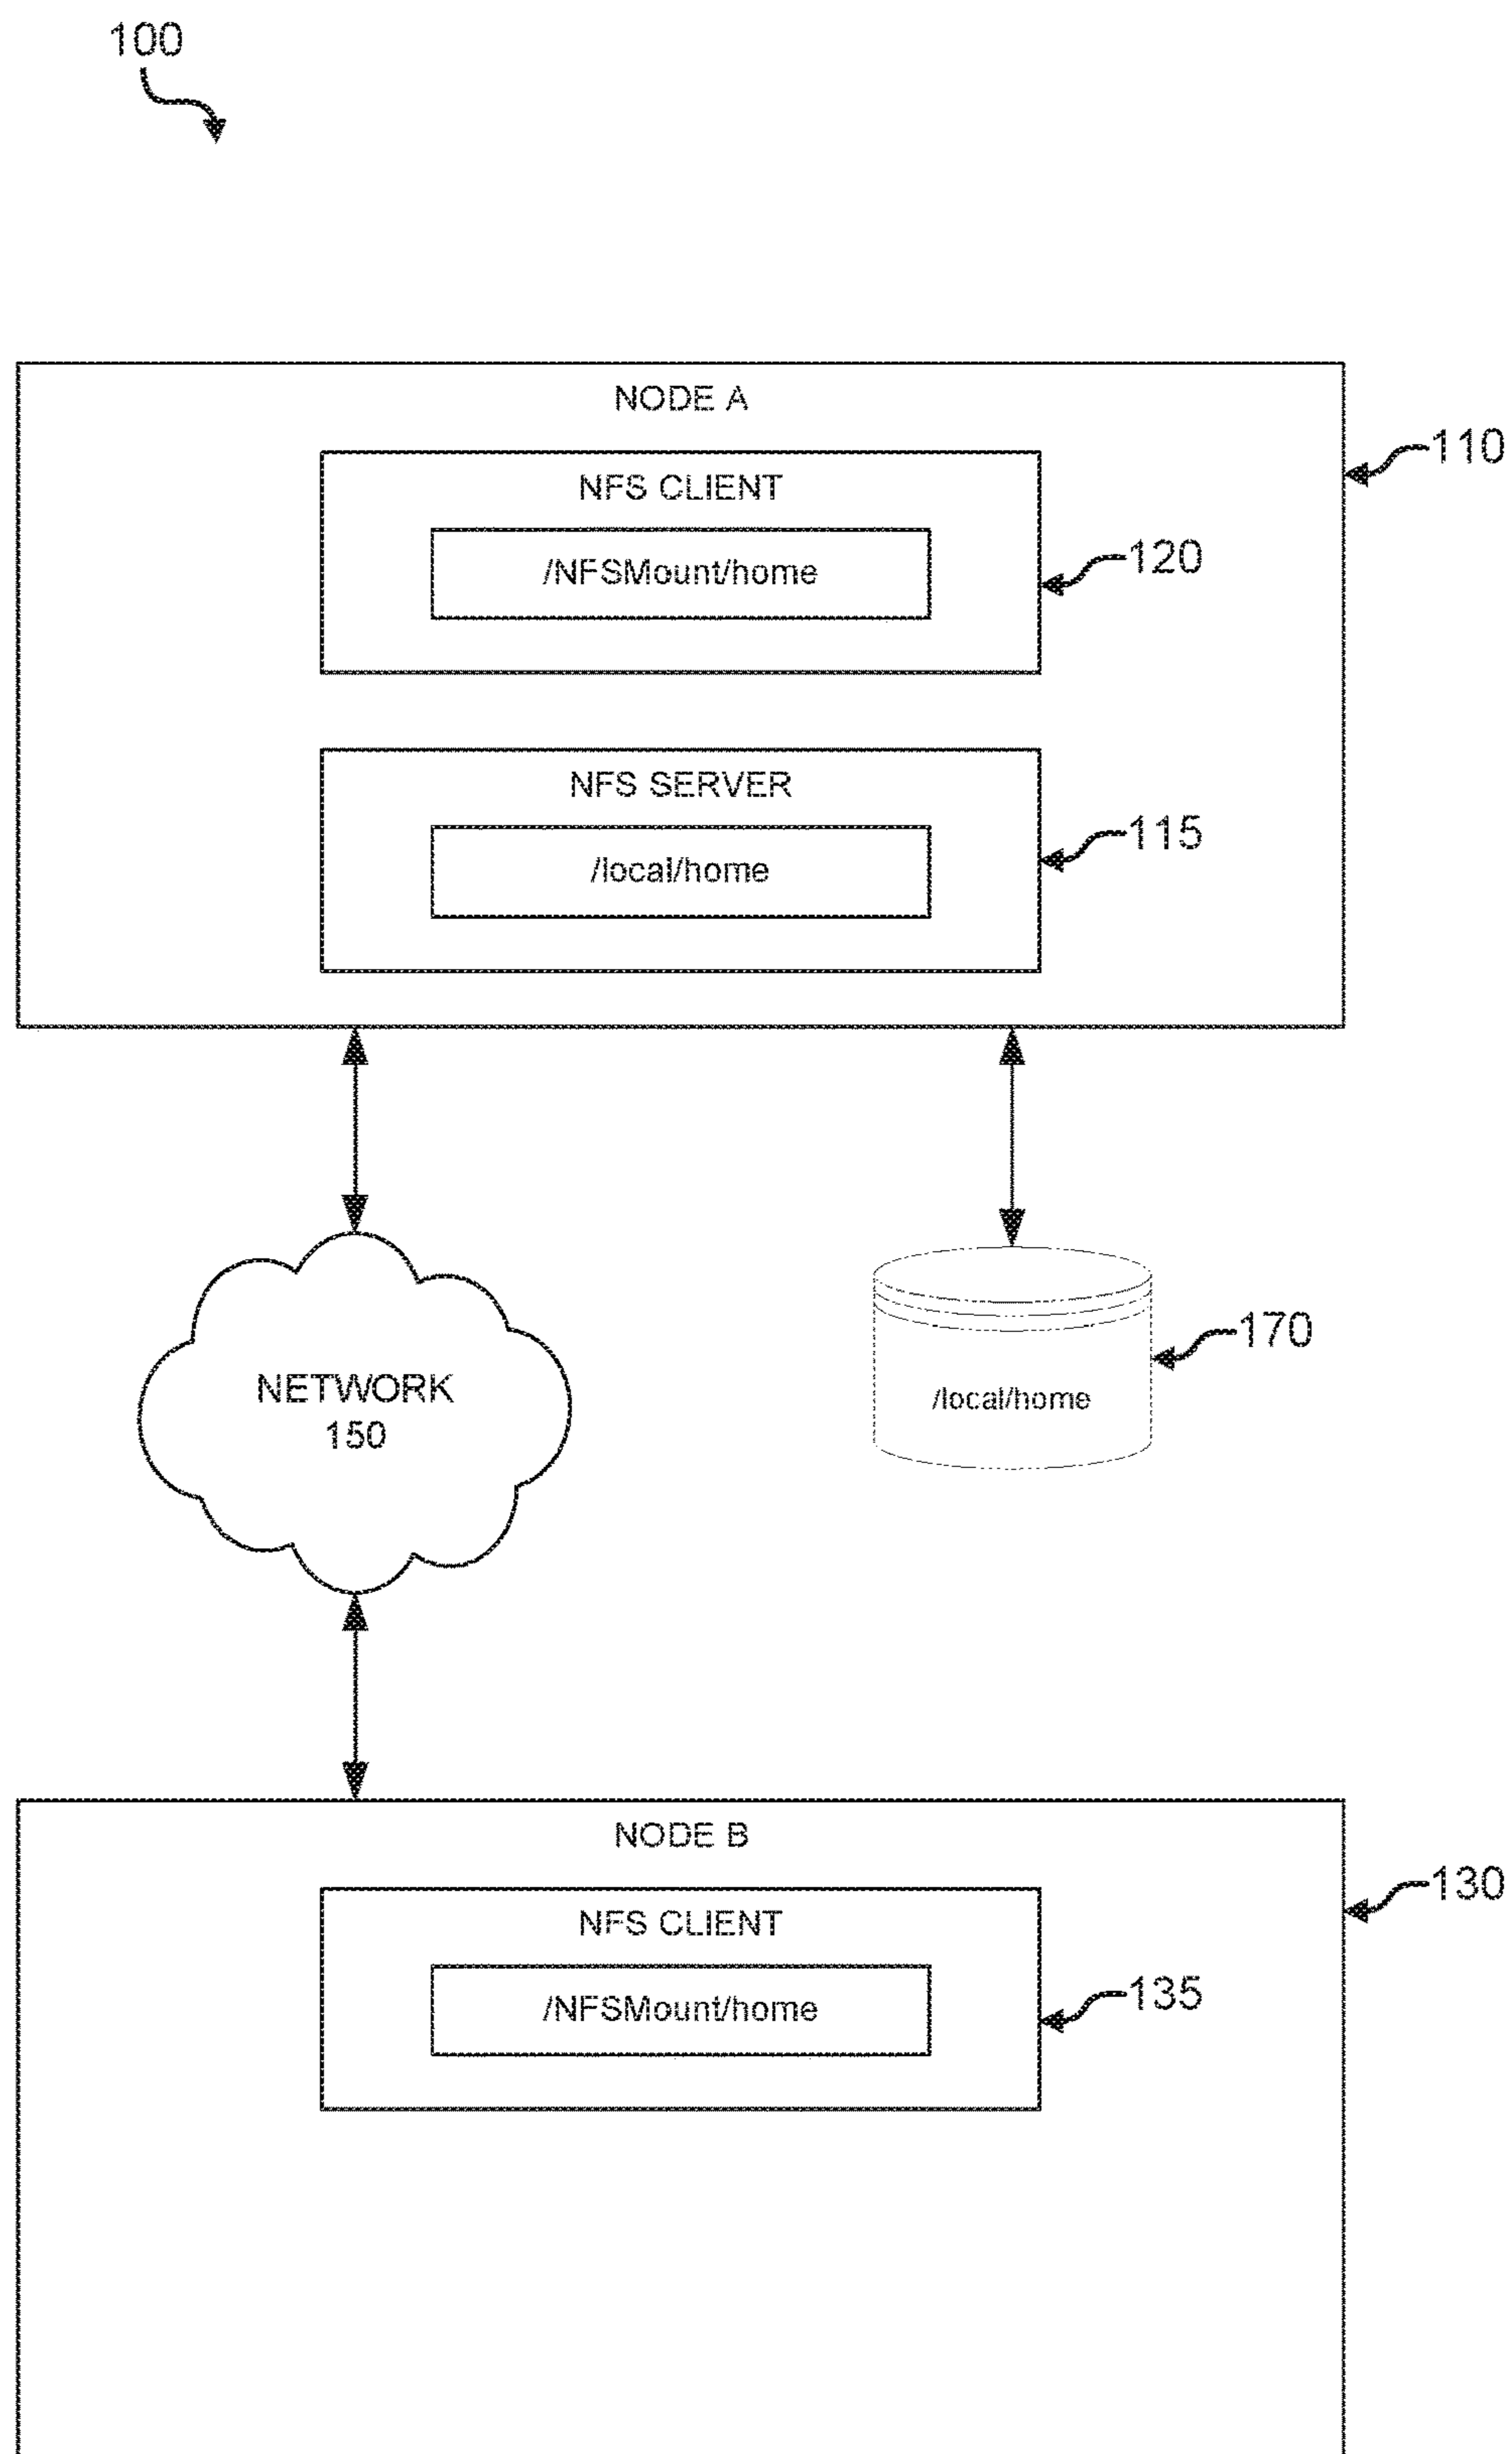 100
NODE A
110
NFS CLIENT
/NFSMount/home
120
NFS SERVER
/local/home
115
NETWORK
150
170
/local/home
NODE B
130
NFS CLIENT
/NFSMount/home
135